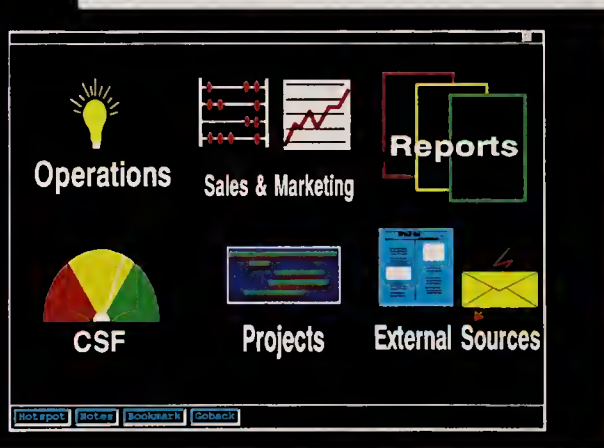 Operations
Sales & Marketing
Reports
CSF
Projects
External Sources
Hotspot Notes Bookmark Goback